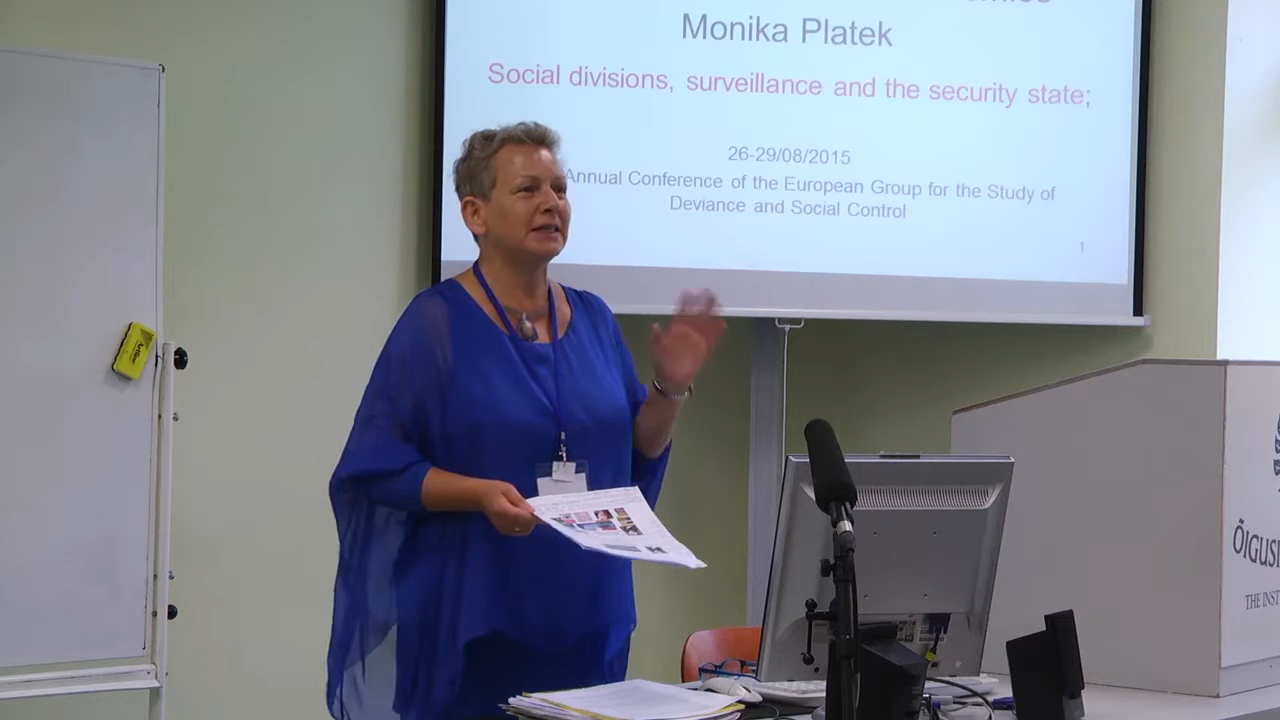 Monika Platek
Social divisions, surveillance and the security state;
26-29/08/2015
Annual Conference of the European Group for the Study of
Deviance and Social Control
1
ÕIGUS
THE INST